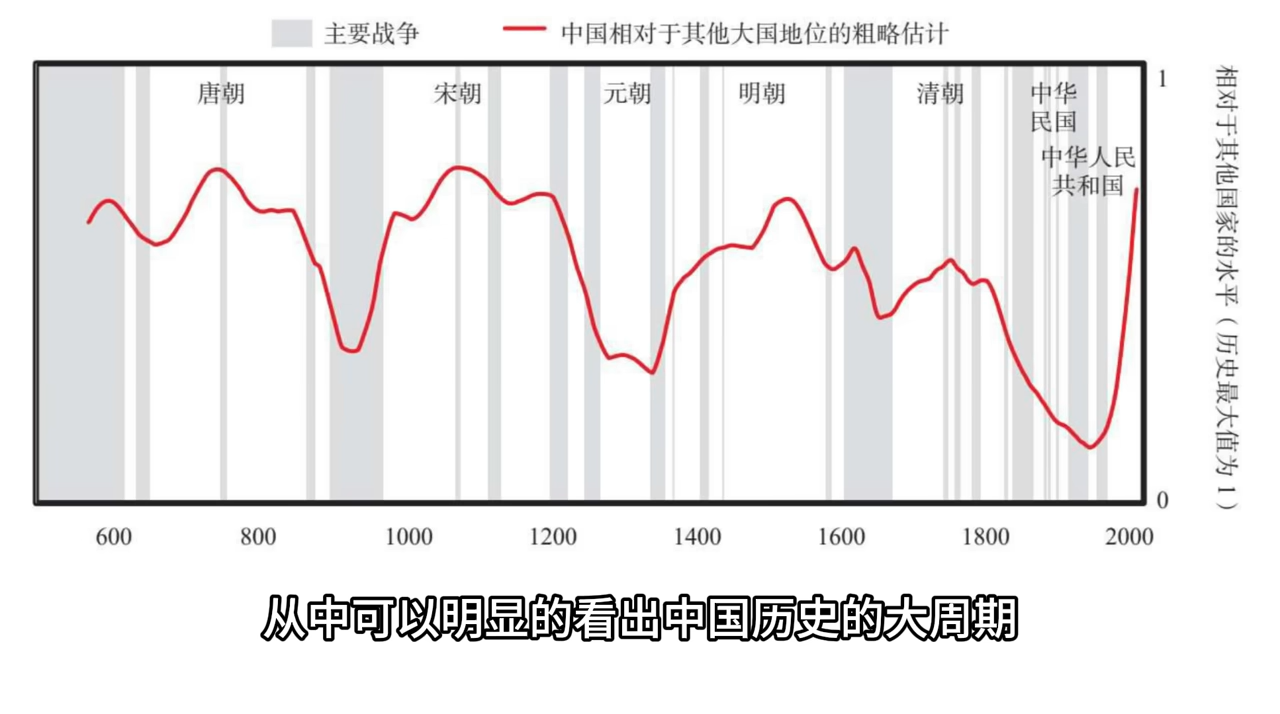 主要战争
中国相对于其他大国地位的粗略估计
唐朝
宋朝
元朝
明朝
清朝
中华
民国
中华人民
共和国
1
0
相对于其他国家的水平（历史最大值为1）
600
800
1000
1200
1400
1600
1800
2000
从中可以明显的看出中国历史的大周期